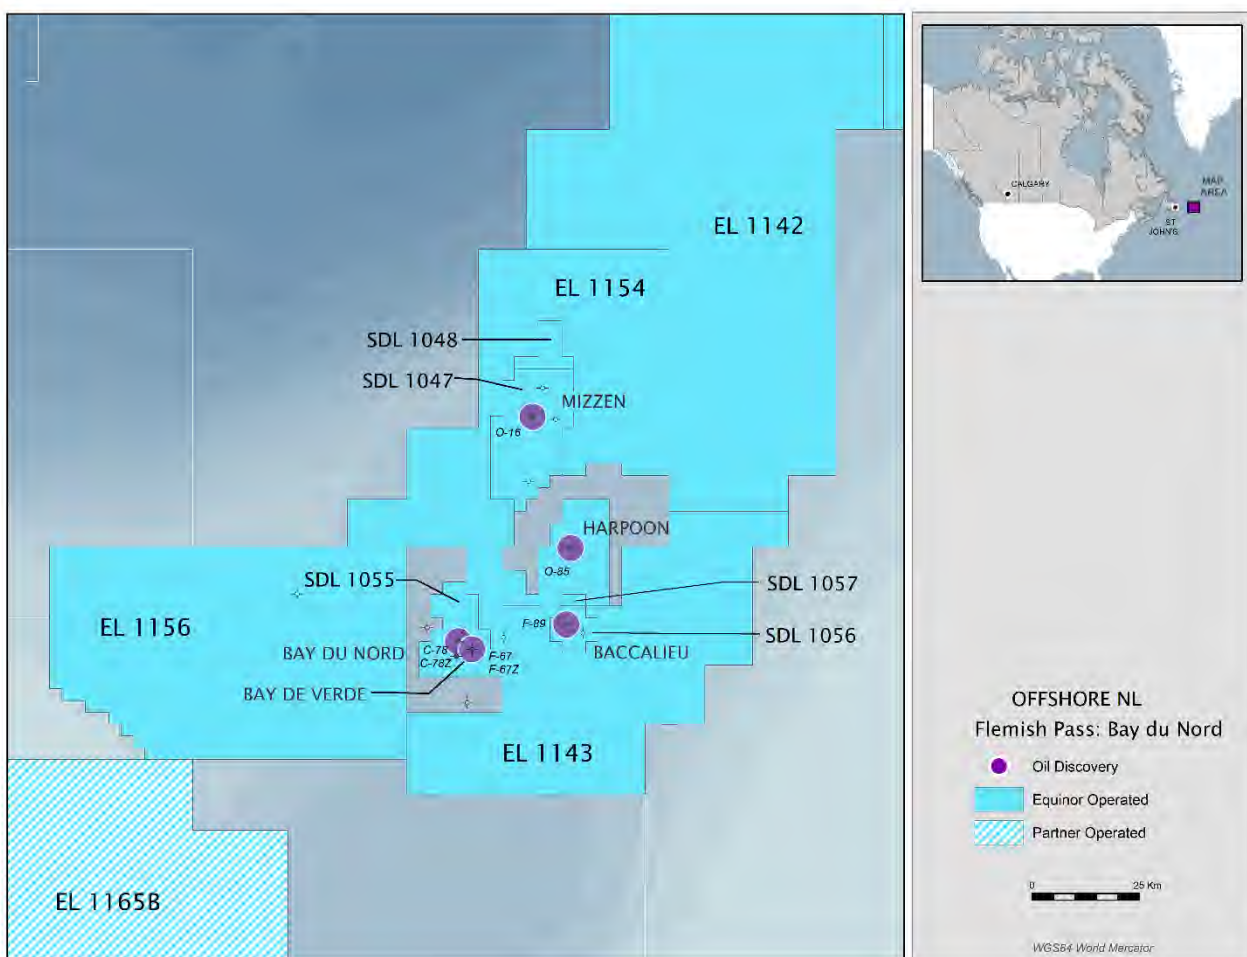 EL 1142
EL 1154
SDL 1048
SDL 1047
MIZZEN
O-16
HARPOON
O-85
SDL 1055
SDL 1057
EL 1156
F-89
SDL 1056
BAY DU NORD
C-78
C-78Z
F-67
F-67Z
BACCALIEU
BAY DE VERDE
EL 1143
EL 1165B
CALGARY
MAP
AREA
ST
JOHN'S
OFFSHORE NL
Flemish Pass: Bay du Nord
Oil Discovery
Equinor Operated
Partner Operated
0 25 Km
WGS84 World Mercator